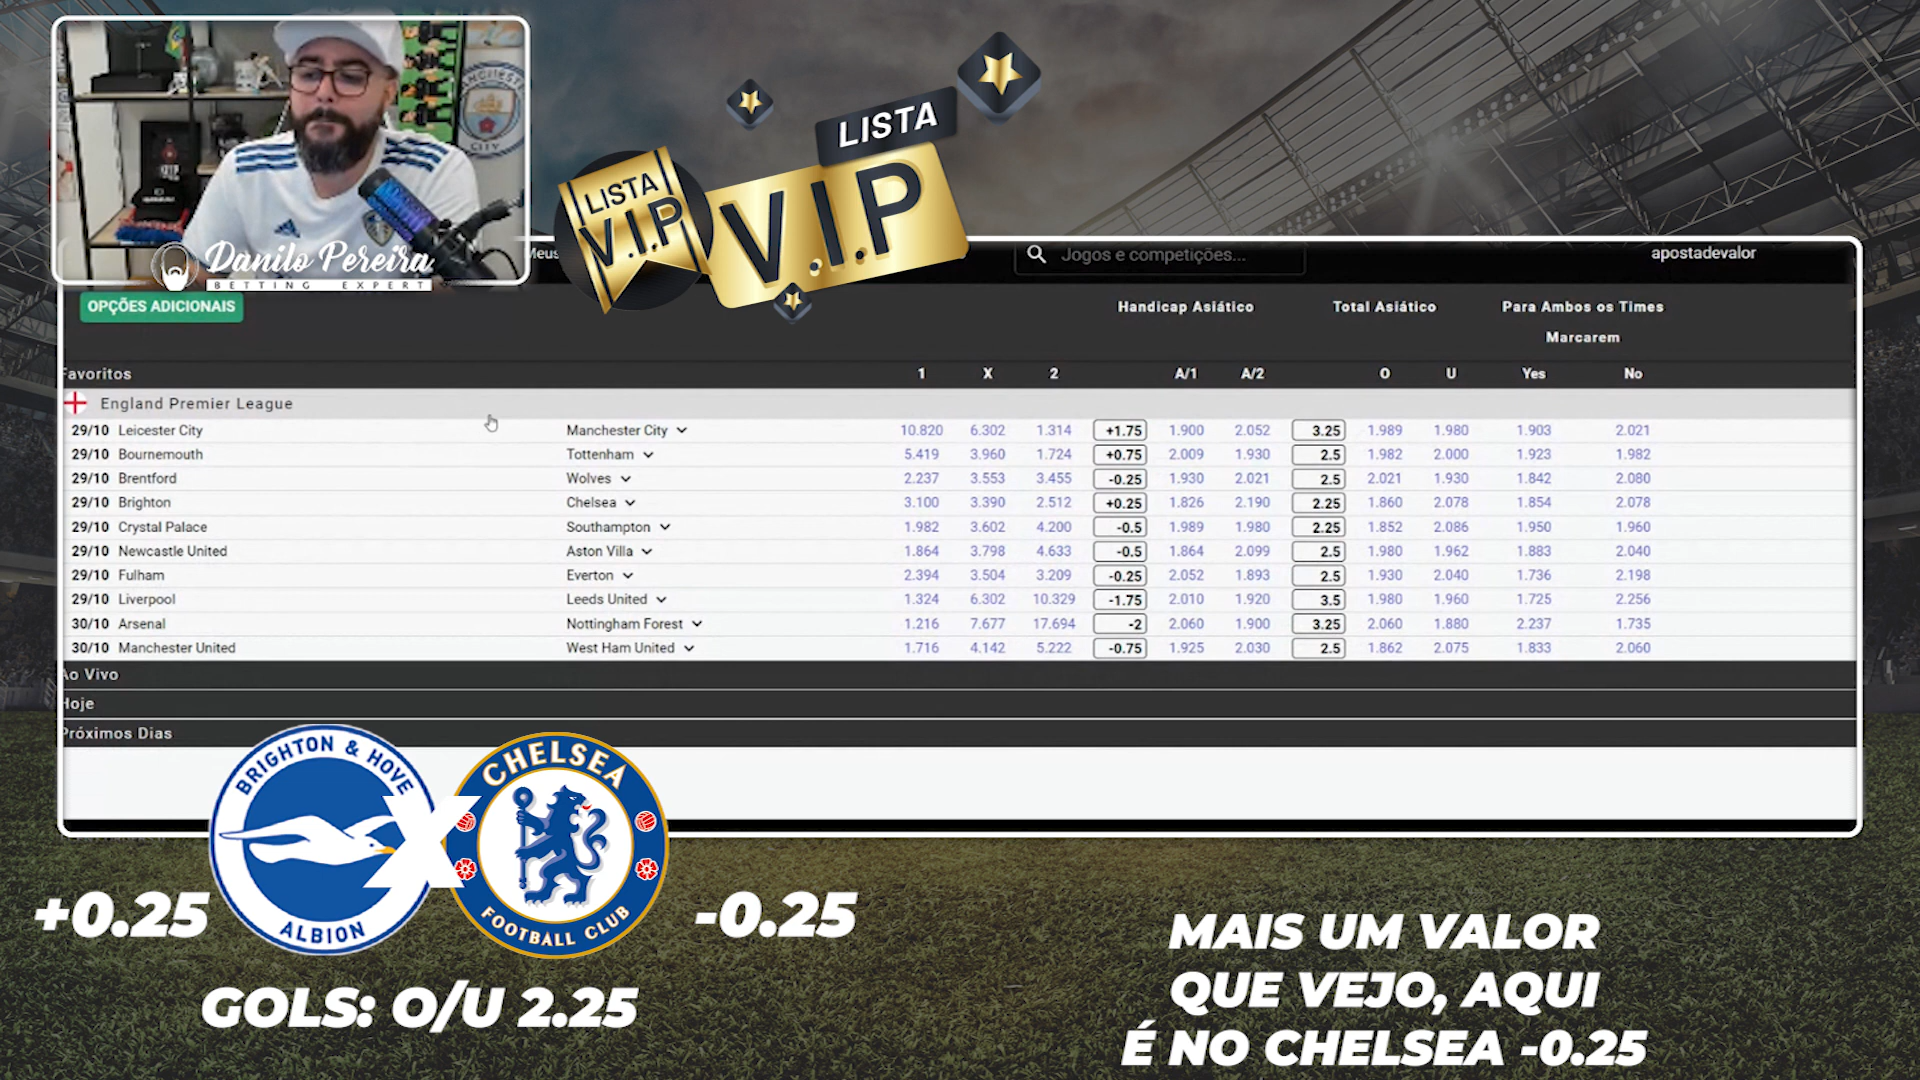 MANCHESTER
CITY
Danilo Pereira
BETTING EXPERT
LISTA
V.I.P
LISTA
V.I.P
Meus
Jogos e competições...
apostadevalor
OPÇÕES ADICIONAIS
Handicap Asiático Total Asiático Para Ambos os Times
Marcarem
Favoritos 1 X 2 A/1 A/2 O U Yes No
England Premier League
29/10 Leicester City Manchester City 10.820 6.302 1.314 +1.75 1.900 2.052 3.25 1.989 1.980 1.903 2.021
29/10 Bournemouth Tottenham 5.419 3.960 1.724 +0.75 2.009 1.930 2.5 1.982 2.000 1.923 1.982
29/10 Brentford Wolves 2.237 3.553 3.455 -0.25 1.930 2.021 2.5 2.021 1.930 1.842 2.080
29/10 Brighton Chelsea 3.100 3.390 2.512 +0.25 1.826 2.190 2.25 1.860 2.078 1.854 2.078
29/10 Crystal Palace Southampton 1.982 3.602 4.200 -0.5 1.989 1.980 2.25 1.852 2.086 1.950 1.960
29/10 Newcastle United Aston Villa 1.864 3.798 4.633 -0.5 1.864 2.099 2.5 1.980 1.962 1.883 2.040
29/10 Fulham Everton 2.394 3.504 3.209 -0.25 2.052 1.893 2.5 1.930 2.040 1.736 2.198
29/10 Liverpool Leeds United 1.324 6.302 10.329 -1.75 2.010 1.920 3.5 1.980 1.960 1.725 2.256
30/10 Arsenal Nottingham Forest 1.216 7.677 17.694 -2 2.060 1.900 3.25 2.060 1.880 2.237 1.735
30/10 Manchester United West Ham United 1.716 4.142 5.222 -0.75 1.925 2.030 2.5 1.862 2.075 1.833 2.060
Ao Vivo
Hoje
Próximos Dias
BRIGHTON & HOVE
ALBION
X
CHELSEA
FOOTBALL CLUB
+0.25
-0.25
GOLS: O/U 2.25
MAIS UM VALOR
QUE VEJO, AQUI
É NO CHELSEA -0.25